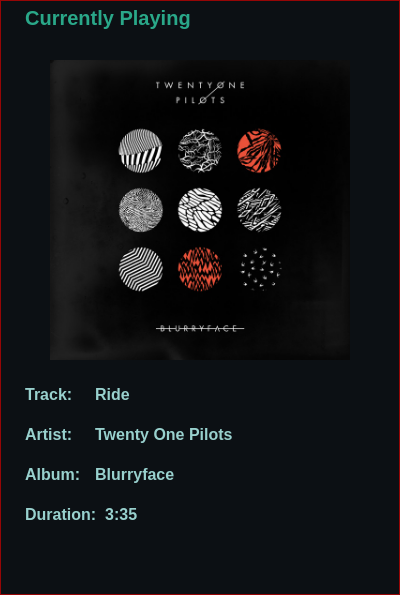 Currently Playing
TWENTY ONE
PILOTS
BLURRYFACE
Track: Ride
Artist: Twenty One Pilots
Album: Blurryface
Duration: 3:35